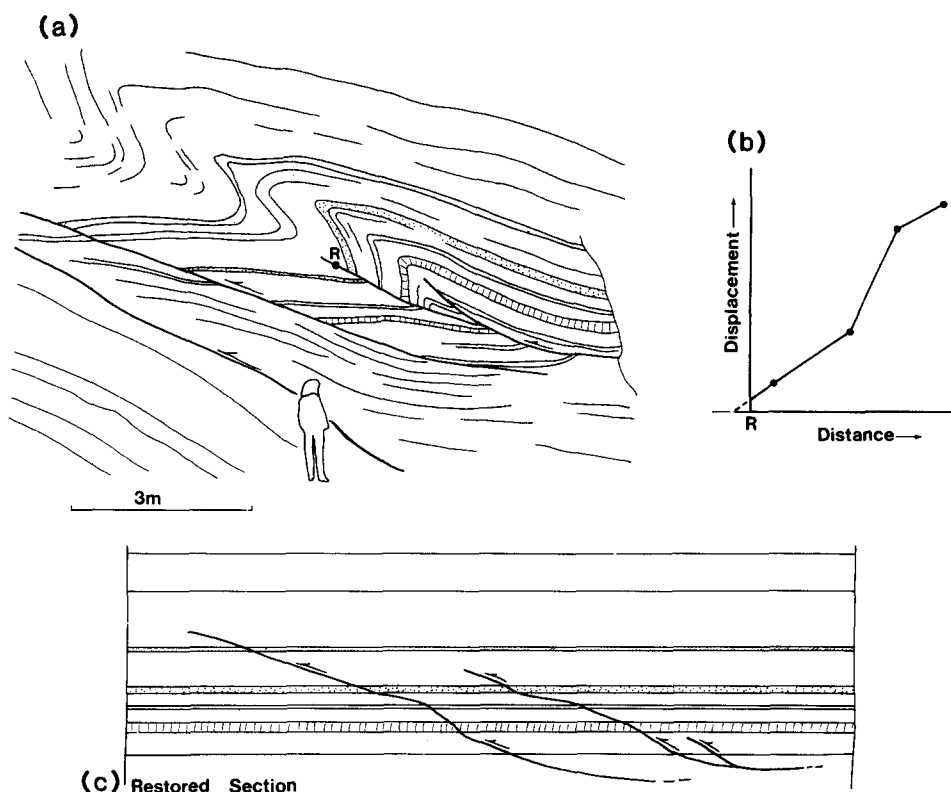 (a)
R
3m
(b)
Displacement
R
Distance
(c) Restored Section